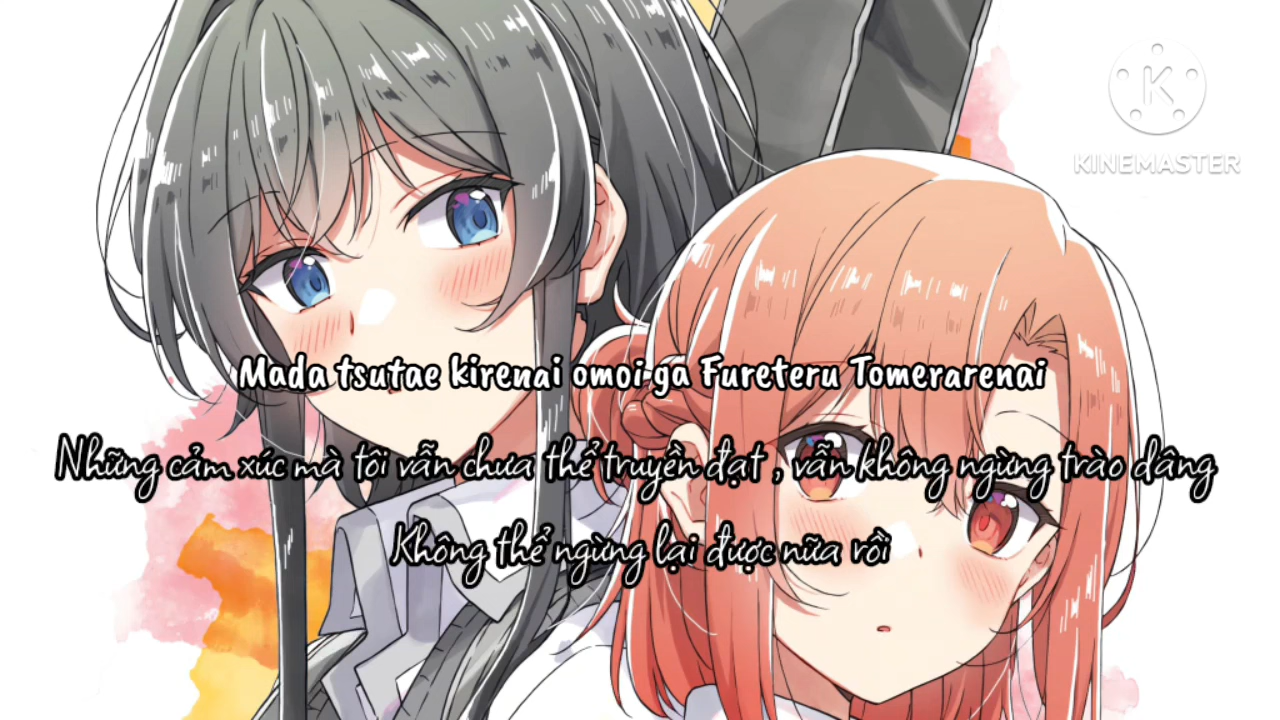 KINEMASTER
Mada tsutae kirenai omoi ga Fureteru Tomerarenai
Những cảm xúc mà tôi vẫn chưa thể truyền đạt , vẫn không ngừng trào dâng
Không thể ngừng lại được nữa rồi